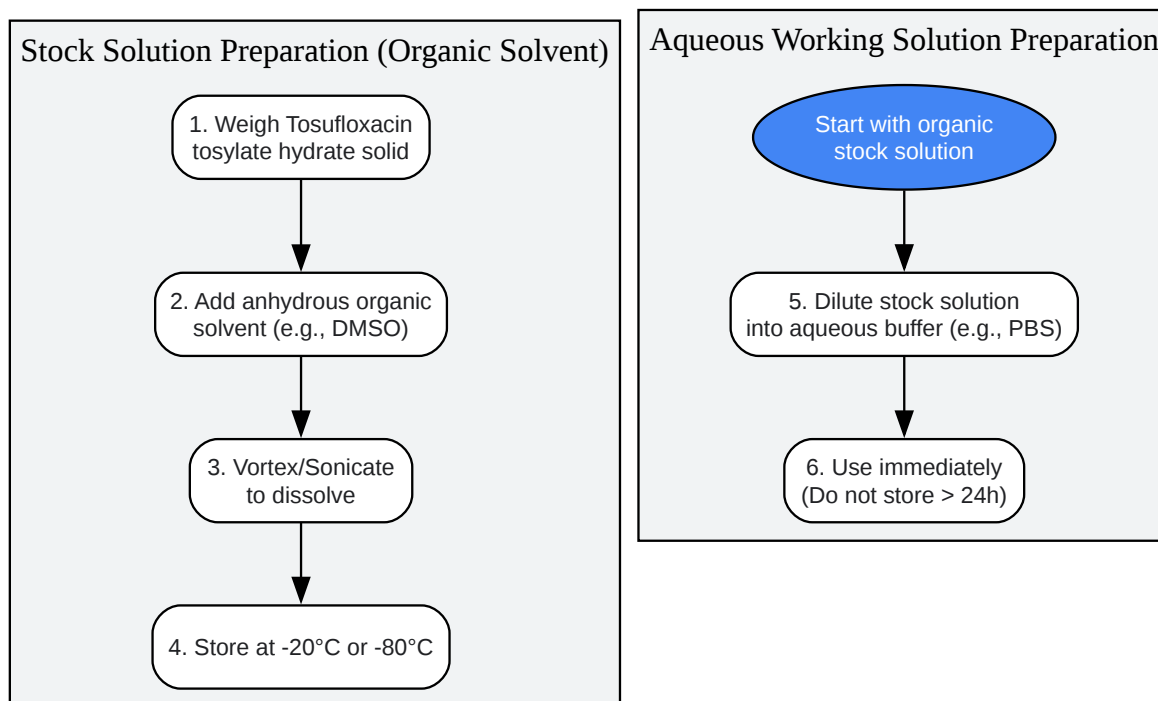 Stock Solution Preparation (Organic Solvent)
1. Weigh Tosufloxacin
tosylate hydrate solid
2. Add anhydrous organic
solvent (e.g., DMSO)
3. Vortex/Sonicate
to dissolve
4. Store at -20°C or -80°C
Aqueous Working Solution Preparation
Start with organic
stock solution
5. Dilute stock solution
into aqueous buffer (e.g., PBS)
6. Use immediately
(Do not store > 24h)